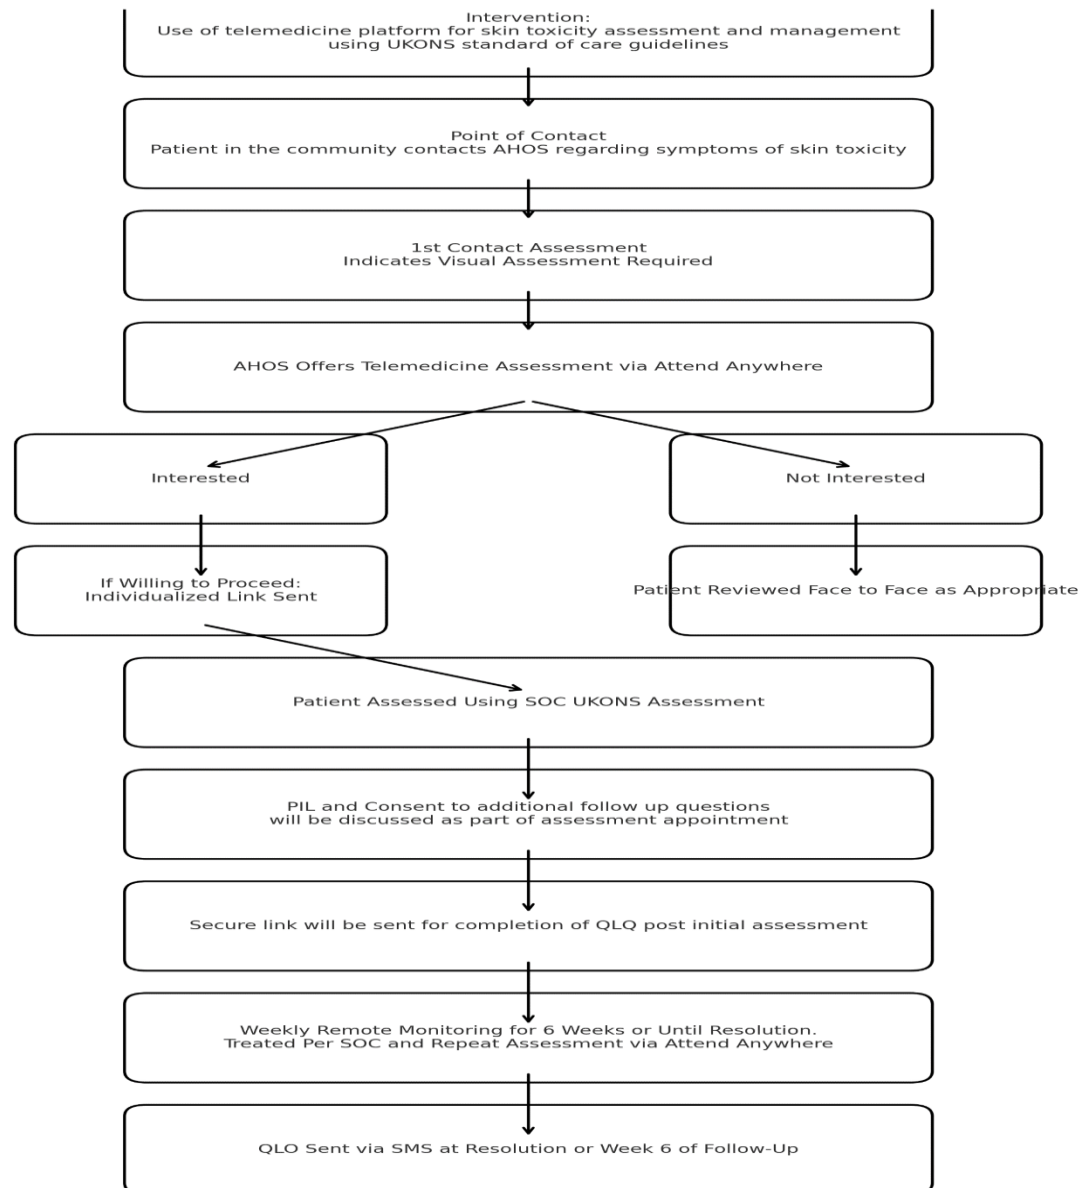 Intervention:
Use of telemedicine platform for skin toxicity assessment and management
using UKONS standard of care guidelines
Point of Contact
Patient in the community contacts AHOS regarding symptoms of skin toxicity
1st Contact Assessment
Indicates Visual Assessment Required
AHOS Offers Telemedicine Assessment via Attend Anywhere
Interested
Not Interested
If Willing to Proceed:
Individualized Link Sent
Patient Reviewed Face to Face as Appropriate
Patient Assessed Using SOC UKONS Assessment
PIL and Consent to additional follow up questions
will be discussed as part of assessment appointment
Secure link will be sent for completion of QLQ post initial assessment
Weekly Remote Monitoring for 6 Weeks or Until Resolution.
Treated Per SOC and Repeat Assessment via Attend Anywhere
QLO Sent via SMS at Resolution or Week 6 of Follow-Up